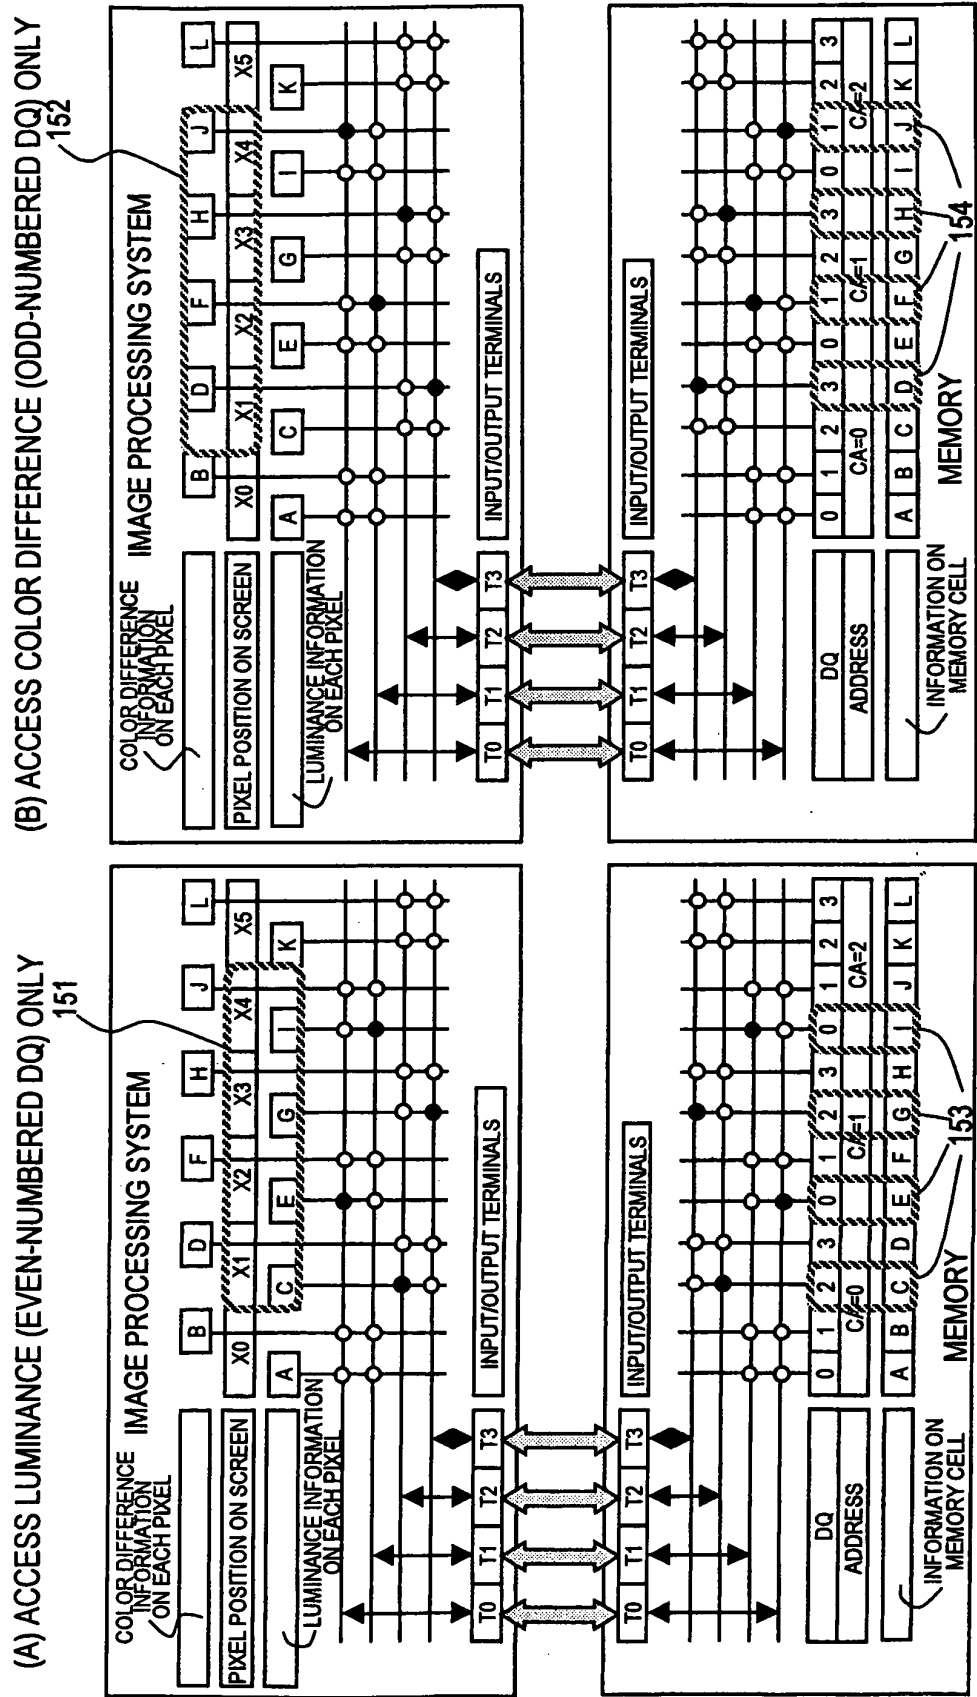 (A) ACCESS LUMINANCE (EVEN-NUMBERED DQ) ONLY
151
IMAGE PROCESSING SYSTEM
COLOR DIFFERENCE
INFORMATION
ON EACH PIXEL
B D F H J L
PIXEL POSITION ON SCREEN
X0 X1 X2 X3 X4 X5
A C E G I K
LUMINANCE INFORMATION
ON EACH PIXEL
T0 T1 T2 T3
INPUT/OUTPUT TERMINALS
T0 T1 T2 T3
INPUT/OUTPUT TERMINALS
DQ
0 1 2 3 0 1 2 3 0 1 2 3
ADDRESS
CA=0 CA=1 CA=2
A B C D E F G H I J K L
INFORMATION ON
MEMORY CELL
MEMORY
153
(B) ACCESS COLOR DIFFERENCE (ODD-NUMBERED DQ) ONLY
152
IMAGE PROCESSING SYSTEM
COLOR DIFFERENCE
INFORMATION
ON EACH PIXEL
B D F H J L
PIXEL POSITION ON SCREEN
X0 X1 X2 X3 X4 X5
A C E G I K
LUMINANCE INFORMATION
ON EACH PIXEL
T0 T1 T2 T3
INPUT/OUTPUT TERMINALS
T0 T1 T2 T3
INPUT/OUTPUT TERMINALS
DQ
0 1 2 3 0 1 2 3 0 1 2 3
ADDRESS
CA=0 CA=1 CA=2
A B C D E F G H I J K L
INFORMATION ON
MEMORY CELL
MEMORY
154